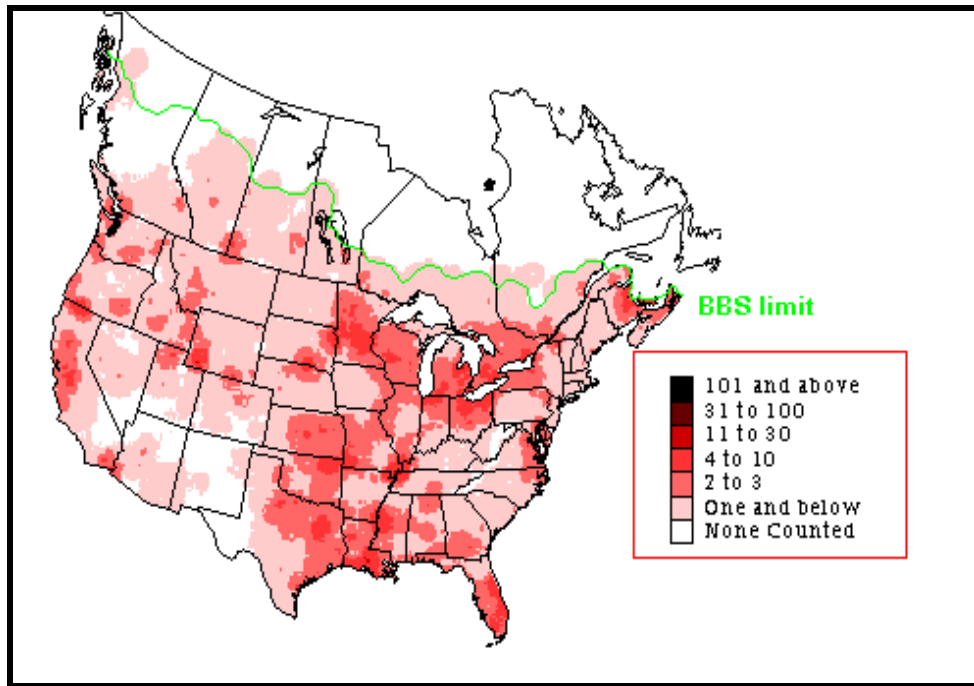 BBS limit
101 and above
31 to 100
11 to 30
4 to 10
2 to 3
One and below
None Counted